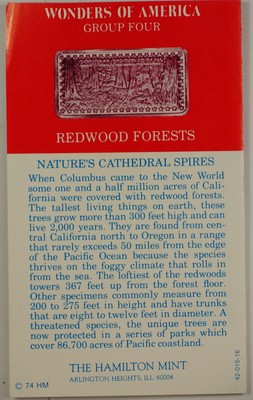 WONDERS OF AMERICA
GROUP FOUR
REDWOOD FORESTS
NATURE'S CATHEDRAL SPIRES
When Columbus came to the New World
some one and a half million acres of Cali-
fornia were covered with redwood forests.
The tallest living things on earth, these
trees grow more than 300 feet high and can
live 2,000 years. They are found from cen-
tral California north to Oregon in a range
that rarely exceeds 50 miles from the edge
of the Pacific Ocean because the species
thrives on the foggy climate that rolls in
from the sea. The loftiest of the redwoods
towers 367 feet up from the forest floor.
Other specimens commonly measure from
200 to 275 feet in height and have trunks
that are eight to twelve feet in diameter. A
threatened species, the unique trees are
now protected in a series of parks which
cover 86,700 acres of Pacific coastland.
THE HAMILTON MINT
ARLINGTON HEIGHTS, ILL. 60004
© 74 HM
42-015-16